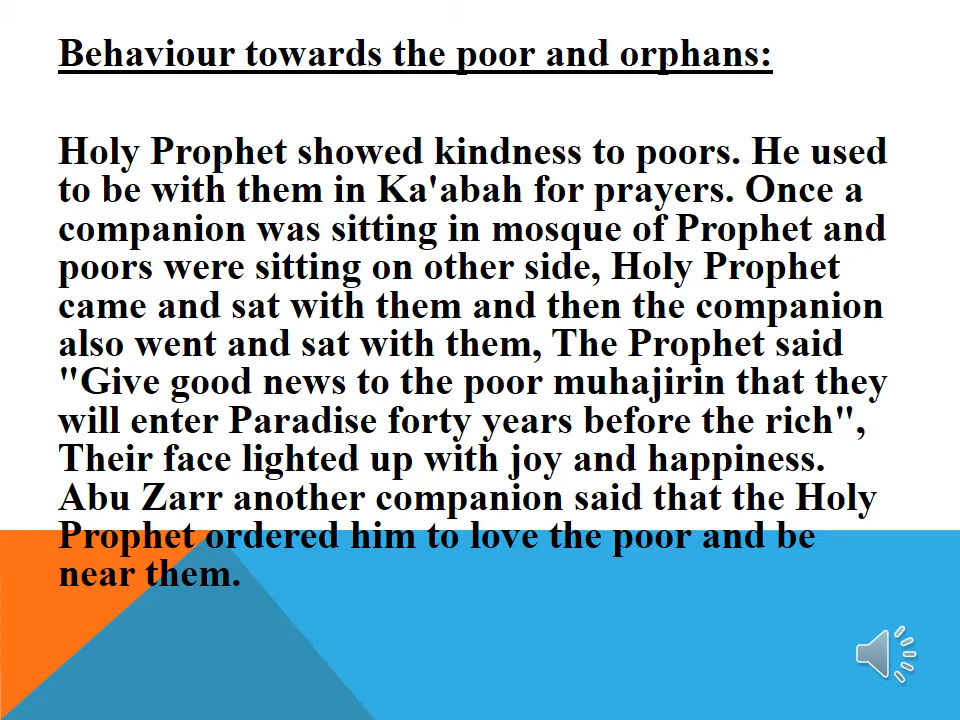 Behaviour towards the poor and orphans:
Holy Prophet showed kindness to poors. He used
to be with them in Ka'abah for prayers. Once a
companion was sitting in mosque of Prophet and
poors were sitting on other side, Holy Prophet
came and sat with them and then the companion
also went and sat with them, The Prophet said
"Give good news to the poor muhajirin that they
will enter Paradise forty years before the rich",
Their face lighted up with joy and happiness.
Abu Zarr another companion said that the Holy
Prophet ordered him to love the poor and be
near them.